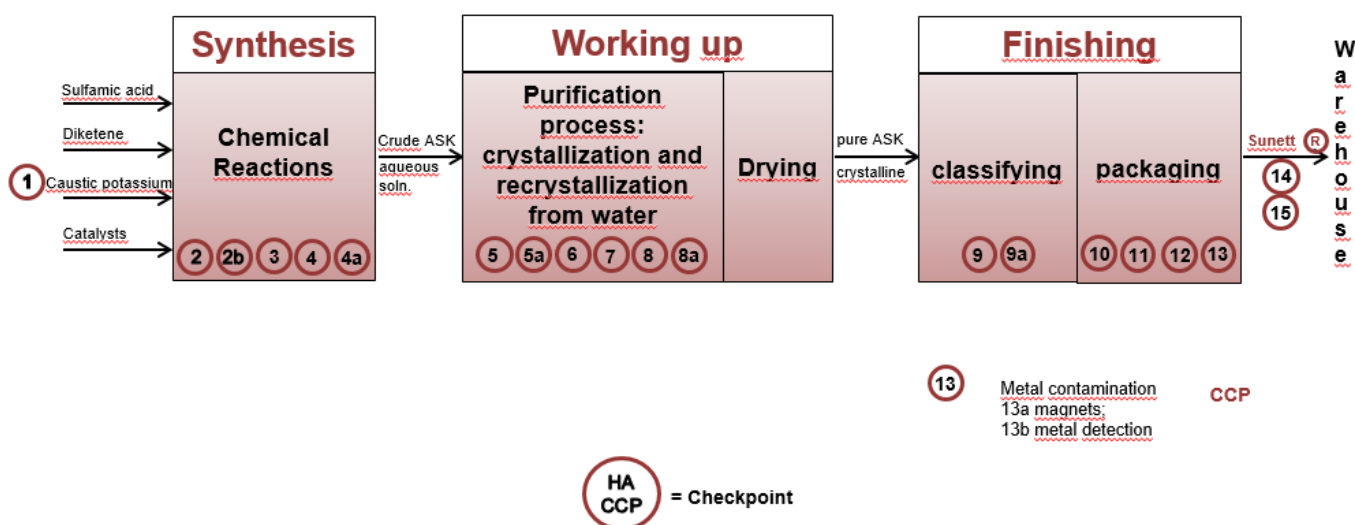 Synthesis
Working up
Finishing
Sulfamic acid
Diketene
1
Caustic potassium
Catalysts
Chemical
Reactions
2 2b 3 4 4a
Crude ASK
aqueous
soln.
Purification
process:
crystallization and
recrystallization
from water
5 5a 6 7 8 8a
Drying
pure ASK
crystalline
classifying
9 9a
packaging
10 11 12 13
Sunett R
14
15
Warehouse
13
Metal contamination
13a magnets;
13b metal detection
CCP
HA
CCP
= Checkpoint